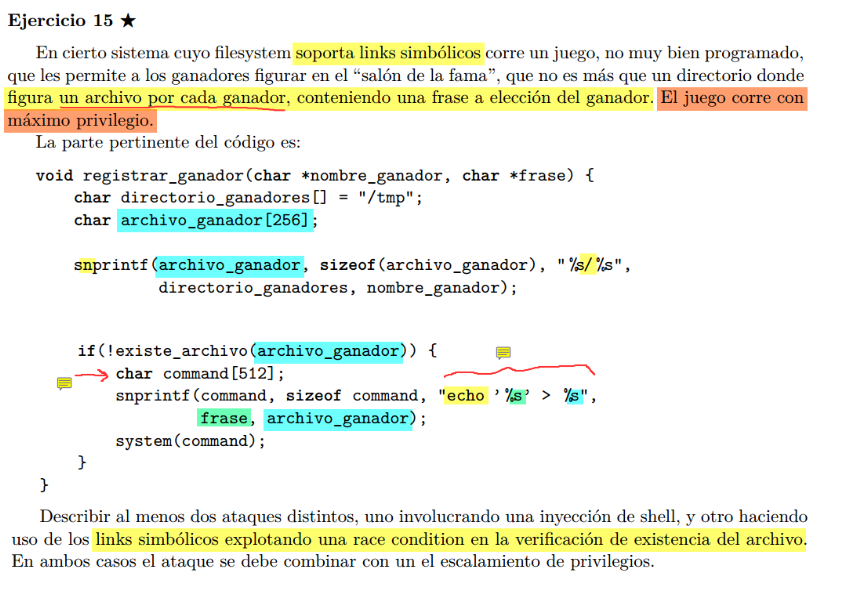 Ejercicio 15 ★
En cierto sistema cuyo filesystem soporta links simbólicos corre un juego, no muy bien programado,
que les permite a los ganadores figurar en el “salón de la fama”, que no es más que un directorio donde
figura un archivo por cada ganador, conteniendo una frase a elección del ganador. El juego corre con
máximo privilegio.
La parte pertinente del código es:
void registrar_ganador(char *nombre_ganador, char *frase) {
char directorio_ganadores[] = "/tmp";
char archivo_ganador[256];
snprintf(archivo_ganador, sizeof(archivo_ganador), "%s/%s",
directorio_ganadores, nombre_ganador);
if(!existe_archivo(archivo_ganador)) {
char command[512];
snprintf(command, sizeof command, "echo '%s' > %s",
frase, archivo_ganador);
system(command);
}
}
Describir al menos dos ataques distintos, uno involucrando una inyección de shell, y otro haciendo
uso de los links simbólicos explotando una race condition en la verificación de existencia del archivo.
En ambos casos el ataque se debe combinar con un el escalamiento de privilegios.